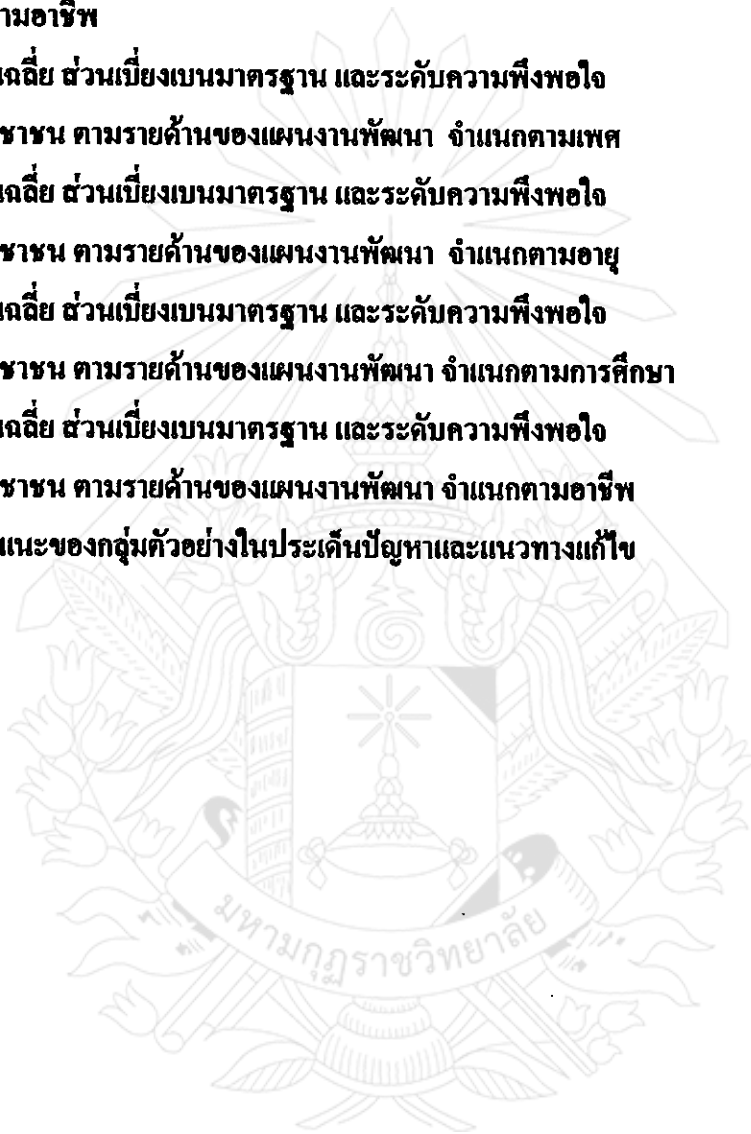 ามอาชีพ
เฉลี่ย ส่วนเบี่ยงเบนมาตรฐาน และระดับความพึงพอใจ
ชาชน ตามรายด้านของแผนงานพัฒนา จำแนกตามเพศ
เฉลี่ย ส่วนเบี่ยงเบนมาตรฐาน และระดับความพึงพอใจ
ชาชน ตามรายด้านของแผนงานพัฒนา จำแนกตามอายุ
เฉลี่ย ส่วนเบี่ยงเบนมาตรฐาน และระดับความพึงพอใจ
ชาชน ตามรายด้านของแผนงานพัฒนา จำแนกตามการศึกษา
เฉลี่ย ส่วนเบี่ยงเบนมาตรฐาน และระดับความพึงพอใจ
ชาชน ตามรายด้านของแผนงานพัฒนา จำแนกตามอาชีพ
แนะของกลุ่มตัวอย่างในประเด็นปัญหาและแนวทางแก้ไข
มหามกุฏราชวิทยาลัย